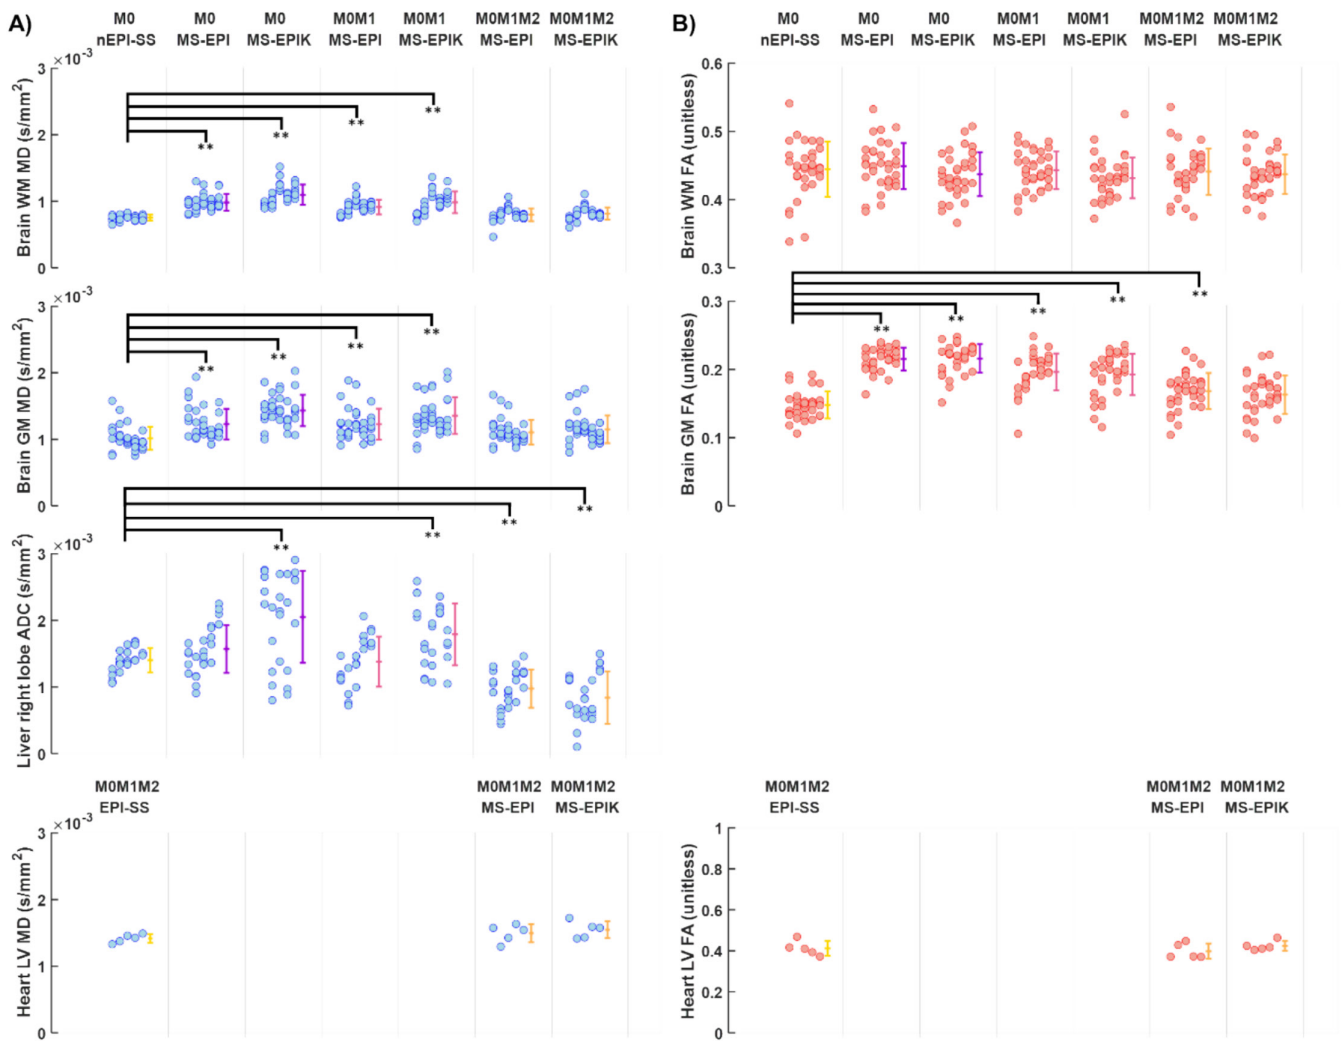 A)
M0 M0 M0 M0M1 M0M1 M0M1M2 M0M1M2
nEPI-SS MS-EPI MS-EPIK MS-EPI MS-EPIK MS-EPI MS-EPIK
×10⁻³
3
2
1
0
Brain WM MD (s/mm²)
** ** ** **
×10⁻³
3
2
1
0
Brain GM MD (s/mm²)
** ** ** **
×10⁻³
3
2
1
0
Liver right lobe ADC (s/mm²)
** ** ** **
M0M1M2 M0M1M2 M0M1M2
EPI-SS MS-EPI MS-EPIK
×10⁻³
3
2
1
0
Heart LV MD (s/mm²)
B)
M0 M0 M0 M0M1 M0M1 M0M1M2 M0M1M2
nEPI-SS MS-EPI MS-EPIK MS-EPI MS-EPIK MS-EPI MS-EPIK
0.6
0.5
0.4
0.3
Brain WM FA (unitless)
0.3
0.2
0.1
0
Brain GM FA (unitless)
** ** ** ** **
M0M1M2 M0M1M2 M0M1M2
EPI-SS MS-EPI MS-EPIK
1
0.8
0.6
0.4
0.2
0
Heart LV FA (unitless)